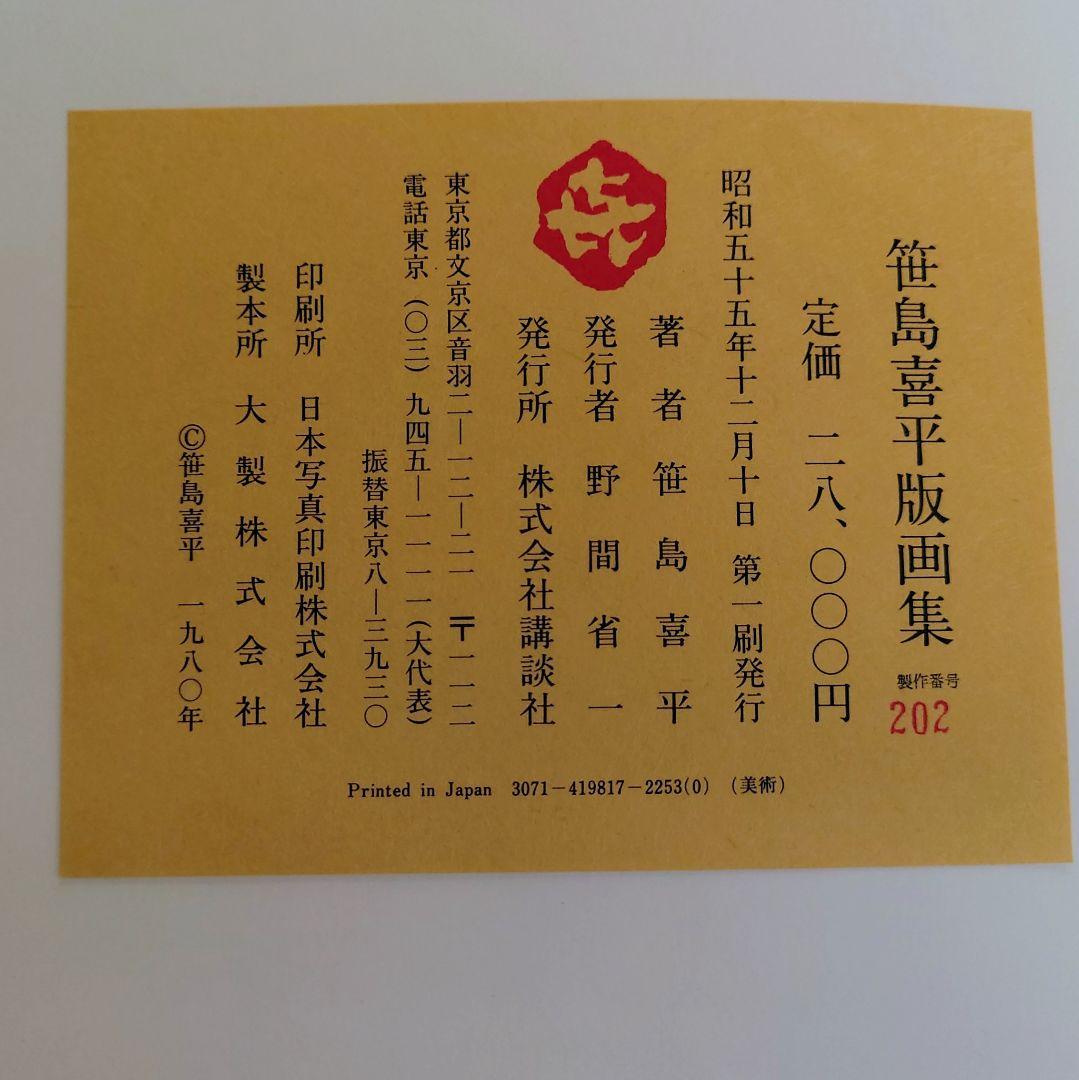 笹島喜平版画集
製作番号
202
定価 二八、〇〇〇円
昭和五十五年十二月十日 第一刷発行
著者 笹島喜平
発行者 野間省一
発行所 株式会社講談社
東京都文京区音羽二―一二―二一 〒一一二
電話東京(〇三)九四五―一一一一(大代表)
振替東京八―三九三〇
印刷所 日本写真印刷株式会社
製本所 大製株式会社
©笹島喜平 一九八〇年
Printed in Japan 3071-419817-2253(0) (美術)